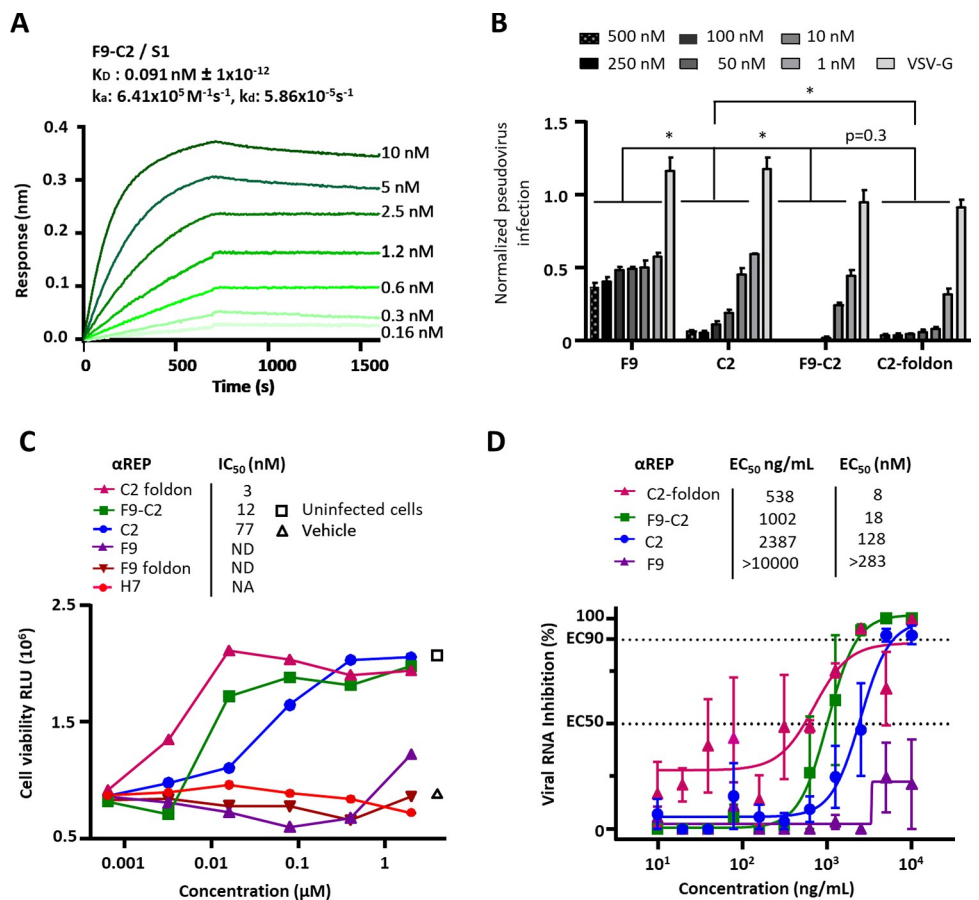 A
F9-C2 / S1
KD : 0.091 nM ± 1x10-12
ka: 6.41x10⁵ M-1s-1, kd: 5.86x10-5s-1
Response (nm)
0.4
0.3
0.2
0.1
0.0
10 nM
5 nM
2.5 nM
1.2 nM
0.6 nM
0.3 nM
0.16 nM
0 500 1000 1500
Time (s)
B
500 nM 100 nM 10 nM
250 nM 50 nM 1 nM VSV-G
*
* * p=0.3
Normalized pseudovirus
infection
1.5
1.0
0.5
0
F9 C2 F9-C2 C2-foldon
C
αREP IC50 (nM)
C2 foldon 3
F9-C2 12
C2 77
F9 ND
F9 foldon ND
H7 NA
Uninfected cells
Vehicle
Cell viability RLU (10⁶)
2.5
1.5
0.5
0.001 0.01 0.1 1
Concentration (µM)
D
αREP EC50 ng/mL EC50 (nM)
C2-foldon 538 8
F9-C2 1002 18
C2 2387 128
F9 >10000 >283
Viral RNA Inhibition (%)
100
EC90
EC50
0
10¹ 10² 10³ 10⁴
Concentration (ng/mL)